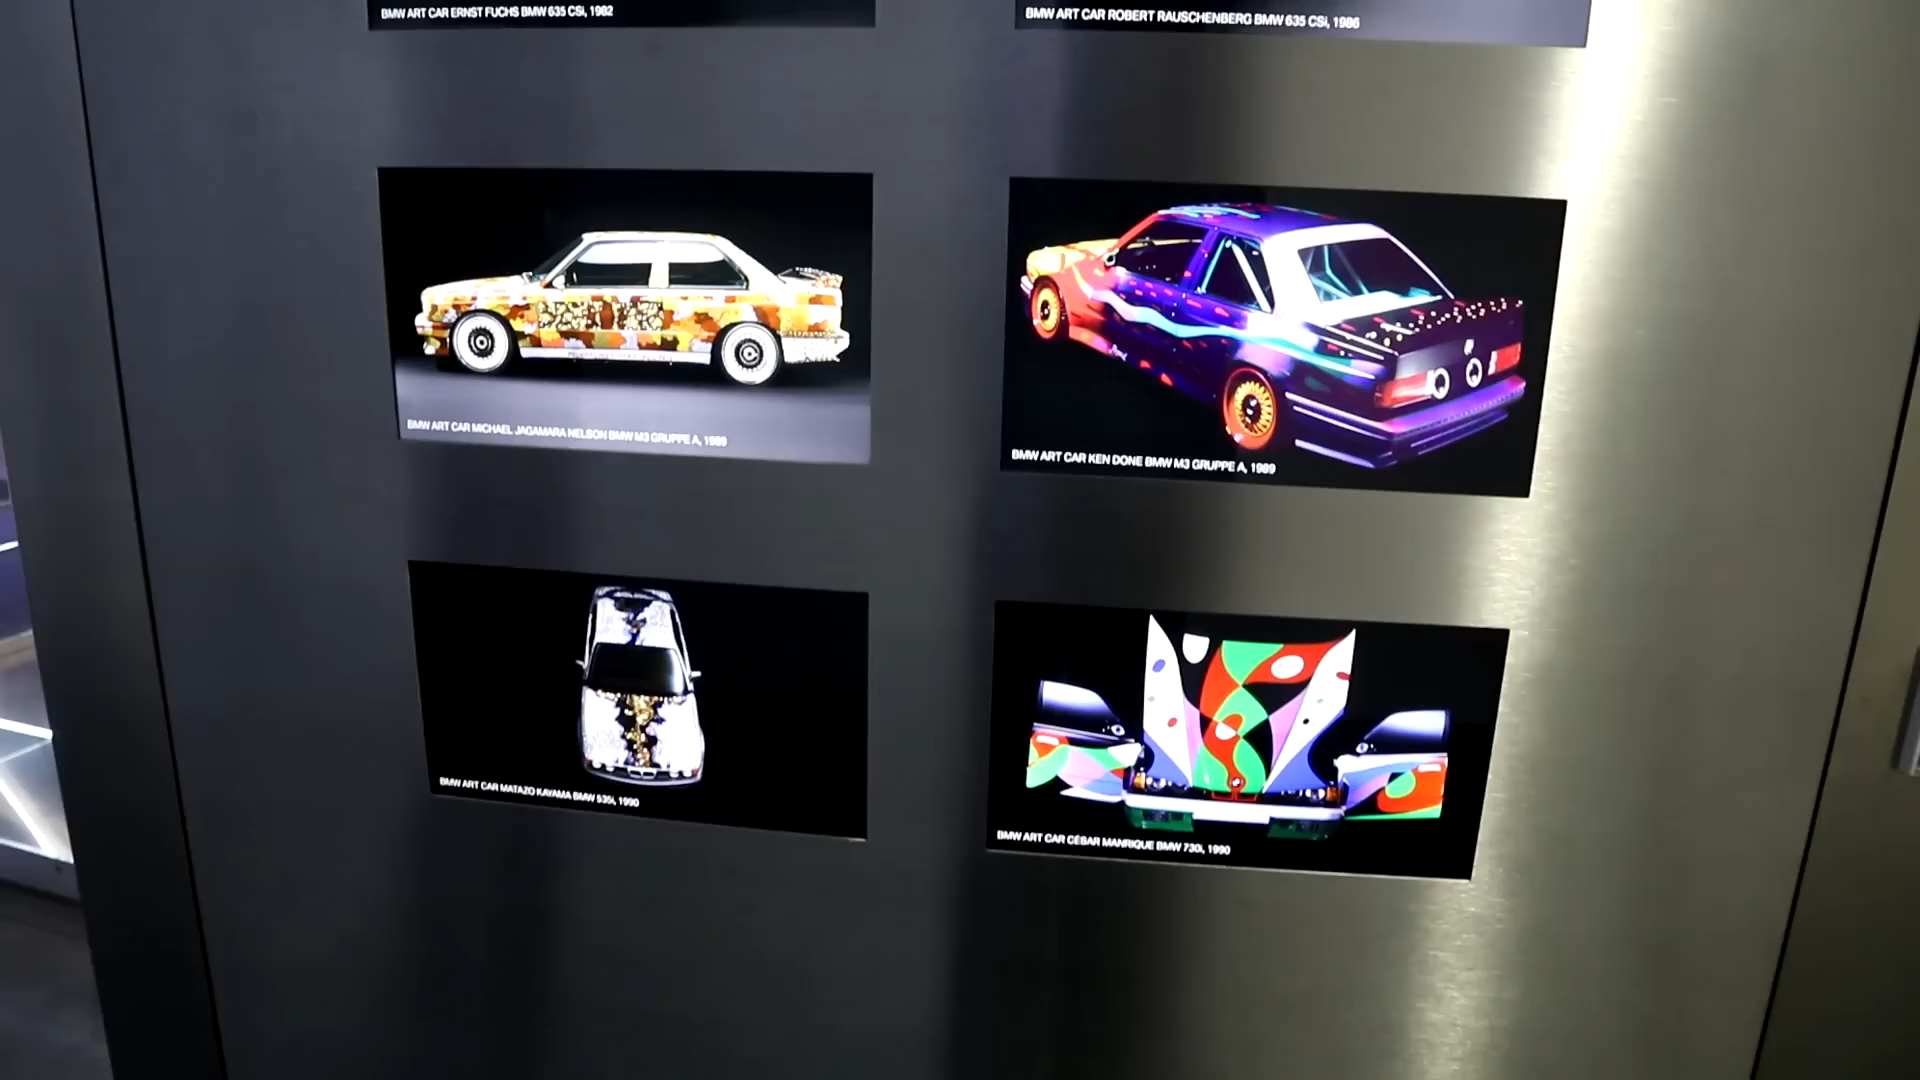 BMW ART CAR ERNST FUCHS BMW 635 CSi, 1982
BMW ART CAR ROBERT RAUSCHENBERG BMW 635 CSi, 1986
BMW ART CAR MICHAEL JAGAMARA NELSON BMW M3 GRUPPE A, 1989
BMW ART CAR KEN DONE BMW M3 GRUPPE A, 1989
BMW ART CAR MATAZO KAYAMA BMW 535i, 1990
BMW ART CAR CÉSAR MANRIQUE BMW 730i, 1990